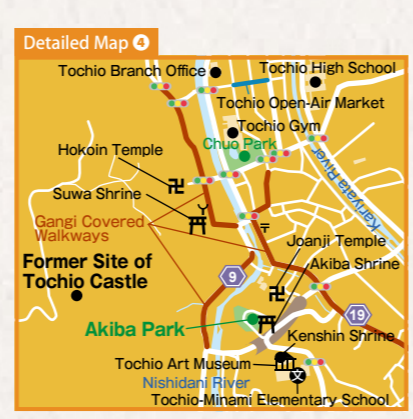 Detailed Map 4
Tochio Branch Office
Tochio High School
Tochio Open-Air Market
Tochio Gym
Chuo Park
Hokoin Temple
Kariyata River
Suwa Shrine
Gangi Covered
Walkways
Joanji Temple
Former Site of
Tochio Castle
Akiba Shrine
9
19
Akiba Park
Kenshin Shrine
Tochio Art Museum
Nishidani River
文
Tochio-Minami Elementary School